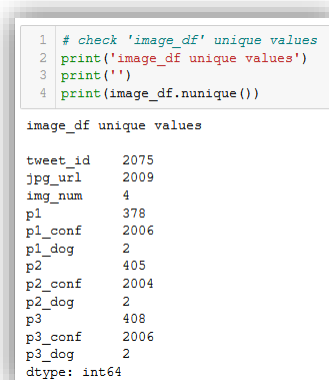 1 # check 'image_df' unique values
2 print('image_df unique values')
3 print('')
4 print(image_df.nunique())
image_df unique values
tweet_id 2075
jpg_url 2009
img_num 4
p1 378
p1_conf 2006
p1_dog 2
p2 405
p2_conf 2004
p2_dog 2
p3 408
p3_conf 2006
p3_dog 2
dtype: int64